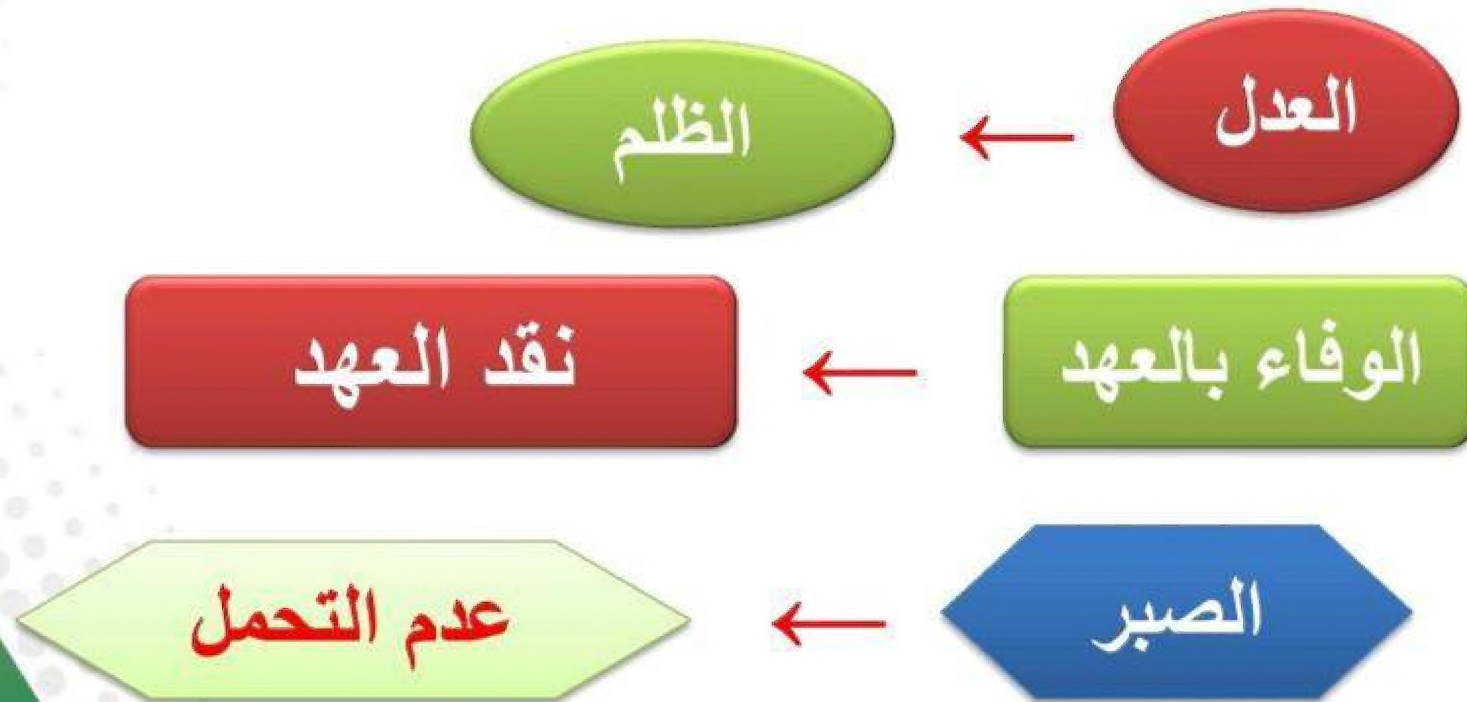 العدل ← الظلم
الوفاء بالعهد ← نقد العهد
الصبر ← عدم التحمل